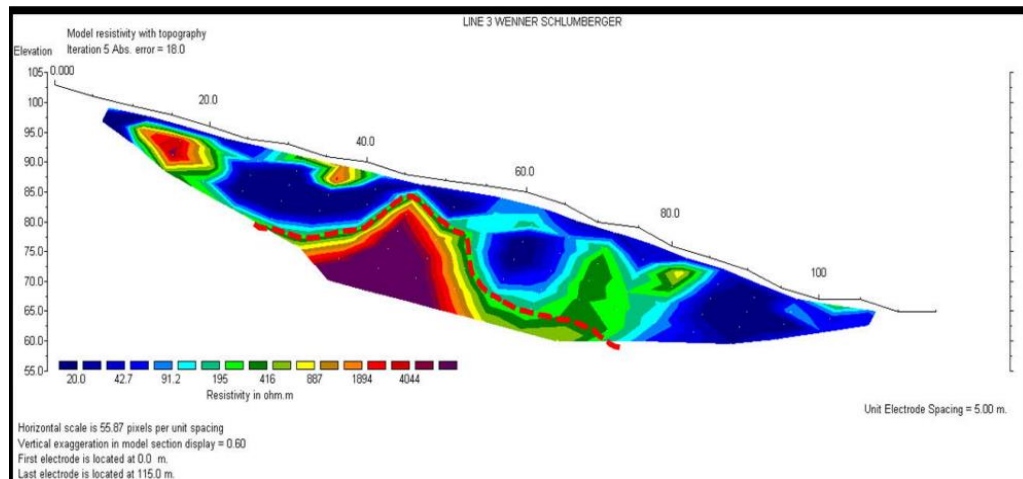 LINE 3 WENNER SCHLUMBERGER
Model resistivity with topography
Iteration 5 Abs. error = 18.0
Elevation
105
0.000
100
20.0
95.0
40.0
90.0
85.0
60.0
80.0
80.0
75.0
70.0
100
65.0
60.0
55.0
20.0 42.7 91.2 195 416 887 1894 4044
Resistivity in ohm.m
Unit Electrode Spacing = 5.00 m.
Horizontal scale is 55.87 pixels per unit spacing
Vertical exaggeration in model section display = 0.60
First electrode is located at 0.0 m.
Last electrode is located at 115.0 m.